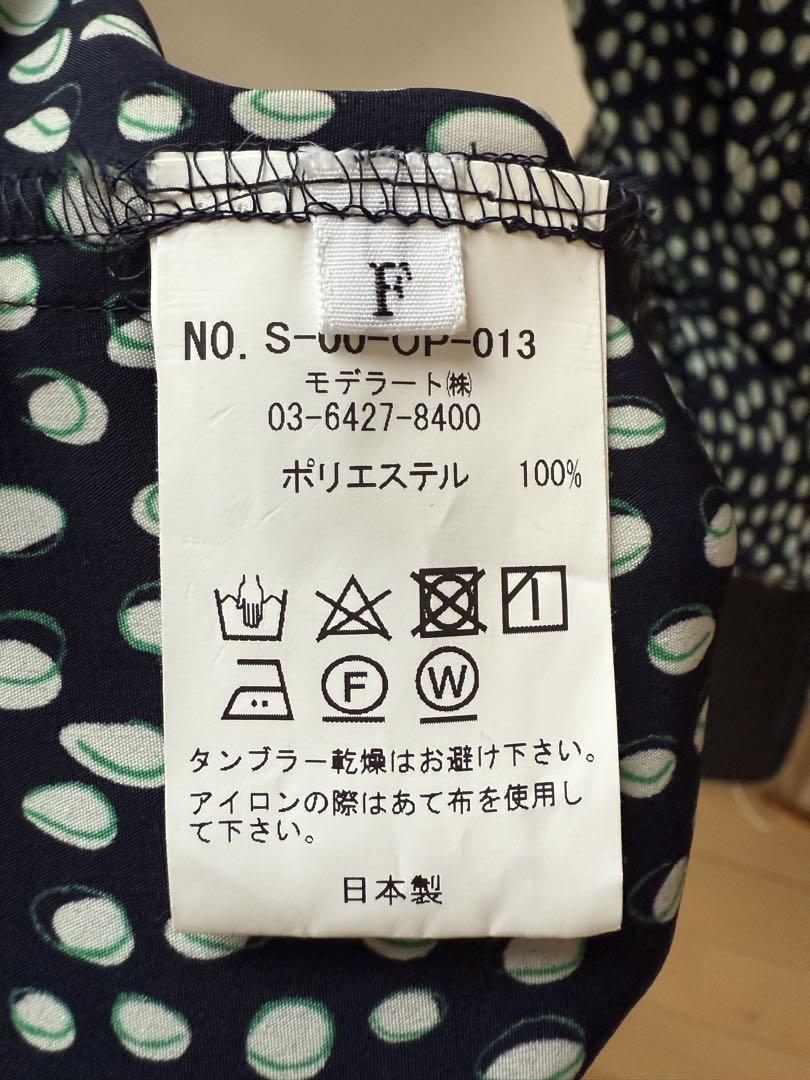 F
NO. S-00-OP-013
モデラート㈱
03-6427-8400
ポリエステル 100%
F W
タンブラー乾燥はお避け下さい。
アイロンの際はあて布を使用し
て下さい。
日本製